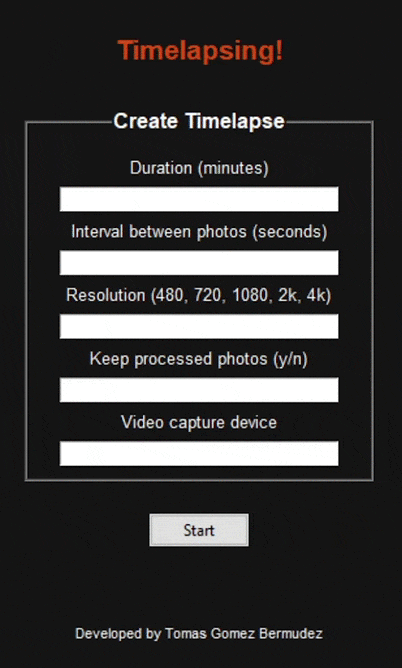 Timelapsing!
Create Timelapse
Duration (minutes)
Interval between photos (seconds)
Resolution (480, 720, 1080, 2k, 4k)
Keep processed photos (y/n)
Video capture device
Start
Developed by Tomas Gomez Bermudez